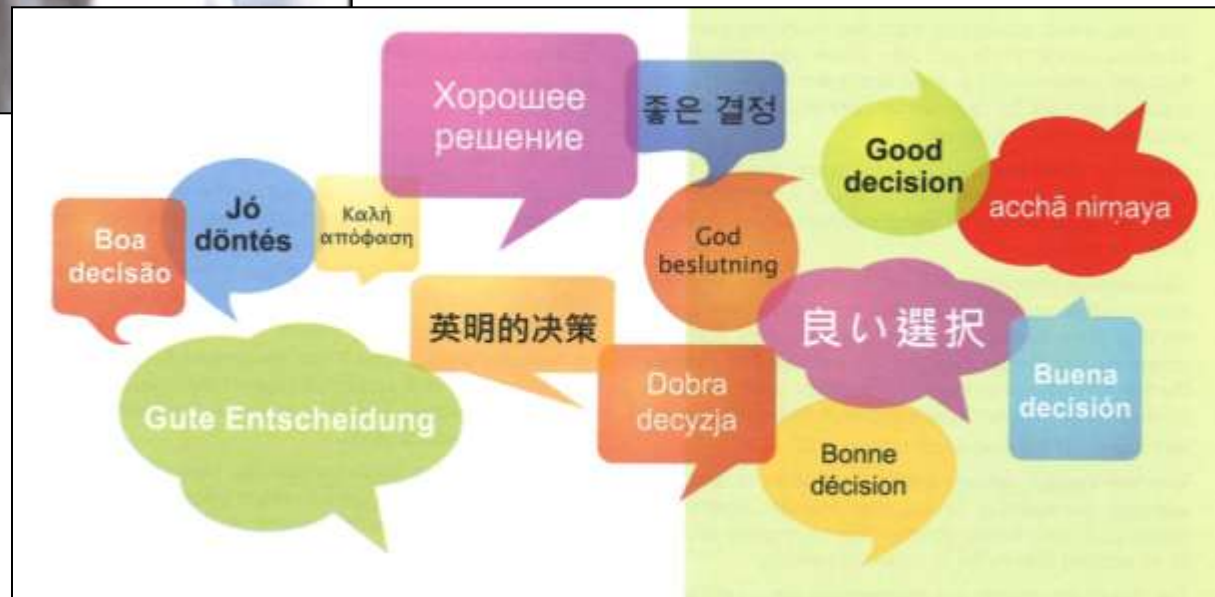 Хорошее
решение
좋은 결정
Good
decision
acchā nirṇaya
Boa
decisão
Jó
döntés
Καλή
απόφαση
God
beslutning
英明的决策
良い選択
Buena
decisión
Gute Entscheidung
Dobra
decyzja
Bonne
décision